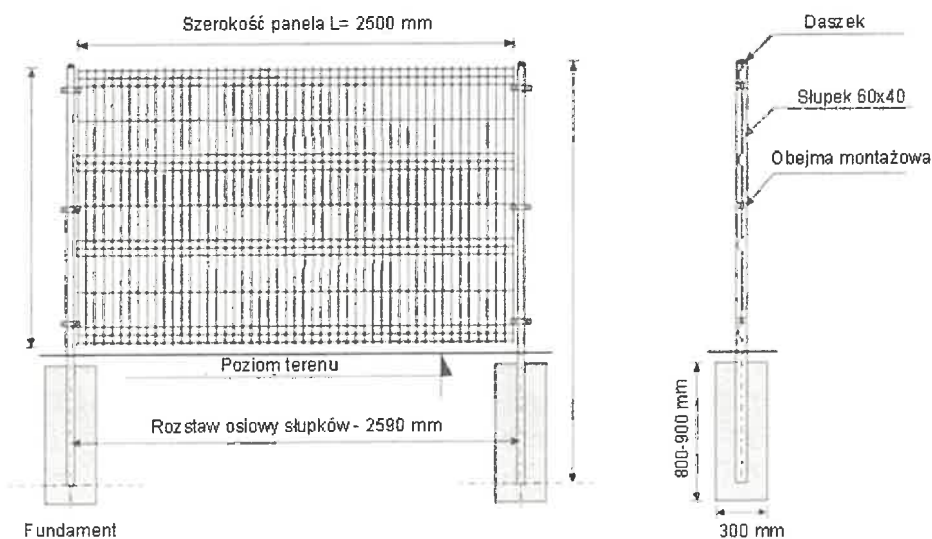 Szerokość panela L= 2500 mm
Daszek
Słupek 60x40
Obejma montażowa
Poziom terenu
Rozstaw osiowy słupków - 2590 mm
800-900 mm
Fundament
300 mm